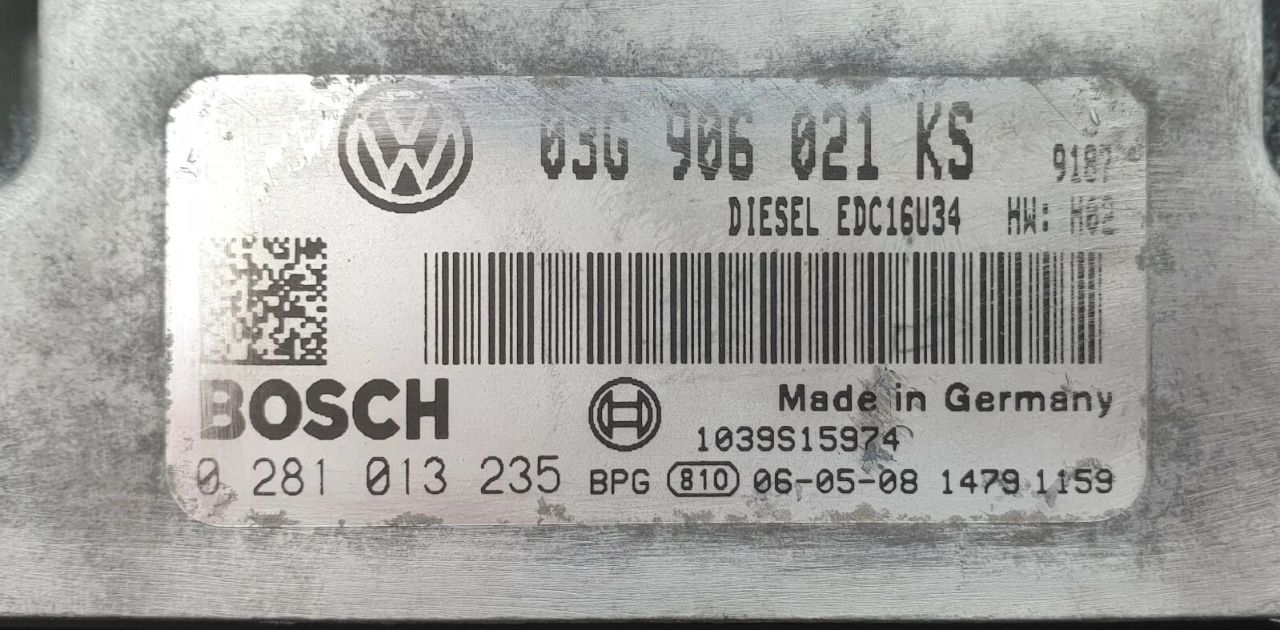 03G 906 021 KS 9187
DIESEL EDC16U34 HW: H02
BOSCH
Made in Germany
1039S15974
0 281 013 235 BPG 810 06-05-08 1479 1159